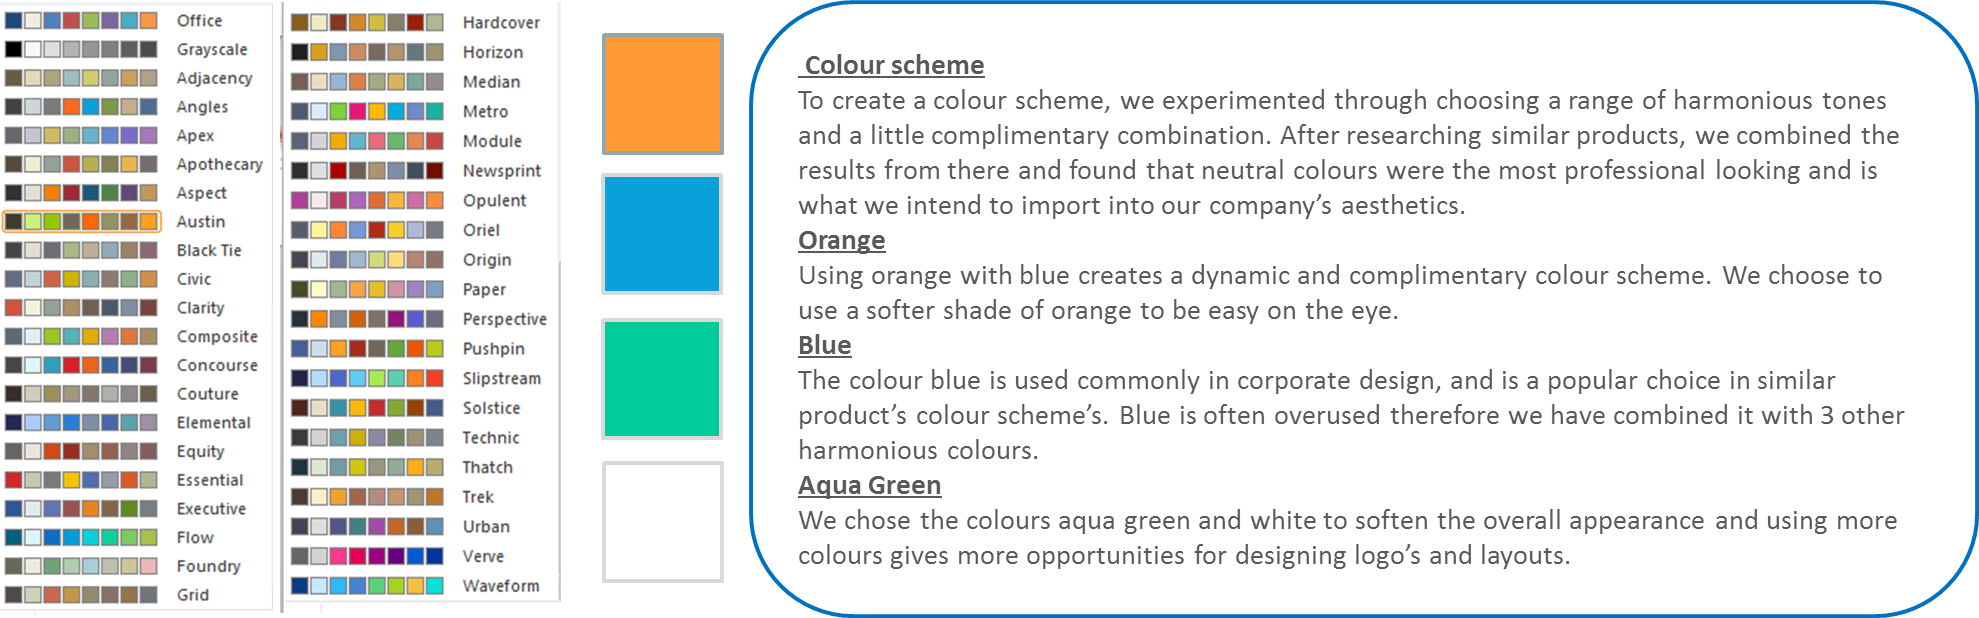 Office
Grayscale
Adjacency
Angles
Apex
Apothecary
Aspect
Austin
Black Tie
Civic
Clarity
Composite
Concourse
Couture
Elemental
Equity
Essential
Executive
Flow
Foundry
Grid
Hardcover
Horizon
Median
Metro
Module
Newsprint
Opulent
Oriel
Origin
Paper
Perspective
Pushpin
Slipstream
Solstice
Technic
Thatch
Trek
Urban
Verve
Waveform
Colour scheme
To create a colour scheme, we experimented through choosing a range of harmonious tones
and a little complimentary combination. After researching similar products, we combined the
results from there and found that neutral colours were the most professional looking and is
what we intend to import into our company’s aesthetics.
Orange
Using orange with blue creates a dynamic and complimentary colour scheme. We choose to
use a softer shade of orange to be easy on the eye.
Blue
The colour blue is used commonly in corporate design, and is a popular choice in similar
product’s colour scheme’s. Blue is often overused therefore we have combined it with 3 other
harmonious colours.
Aqua Green
We chose the colours aqua green and white to soften the overall appearance and using more
colours gives more opportunities for designing logo’s and layouts.